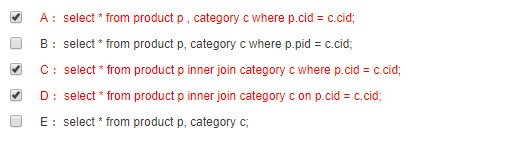 A： select * from product p , category c where p.cid = c.cid;
B： select * from product p, category c where p.pid = c.cid;
C： select * from product p inner join category c where p.cid = c.cid;
D： select * from product p inner join category c on p.cid = c.cid;
E： select * from product p, category c;